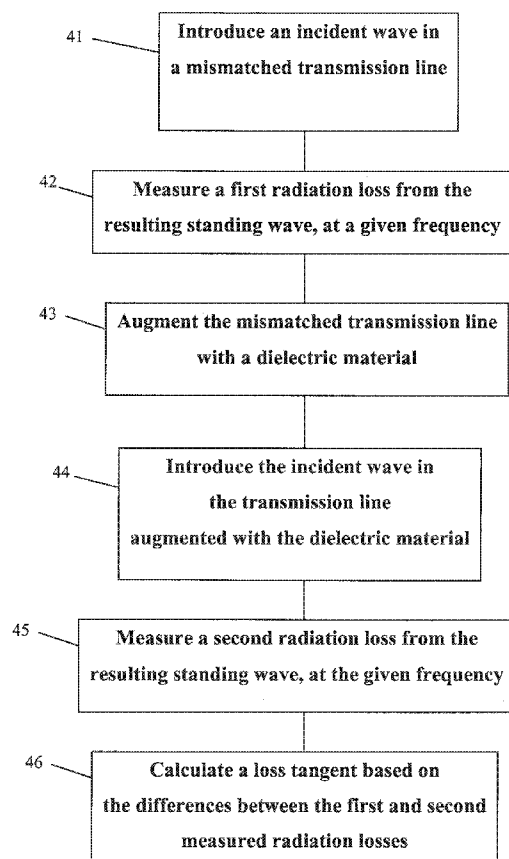 41
Introduce an incident wave in
a mismatched transmission line
42
Measure a first radiation loss from the
resulting standing wave, at a given frequency
43
Augment the mismatched transmission line
with a dielectric material
44
Introduce the incident wave in
the transmission line
augmented with the dielectric material
45
Measure a second radiation loss from the
resulting standing wave, at the given frequency
46
Calculate a loss tangent based on
the differences between the first and second
measured radiation losses